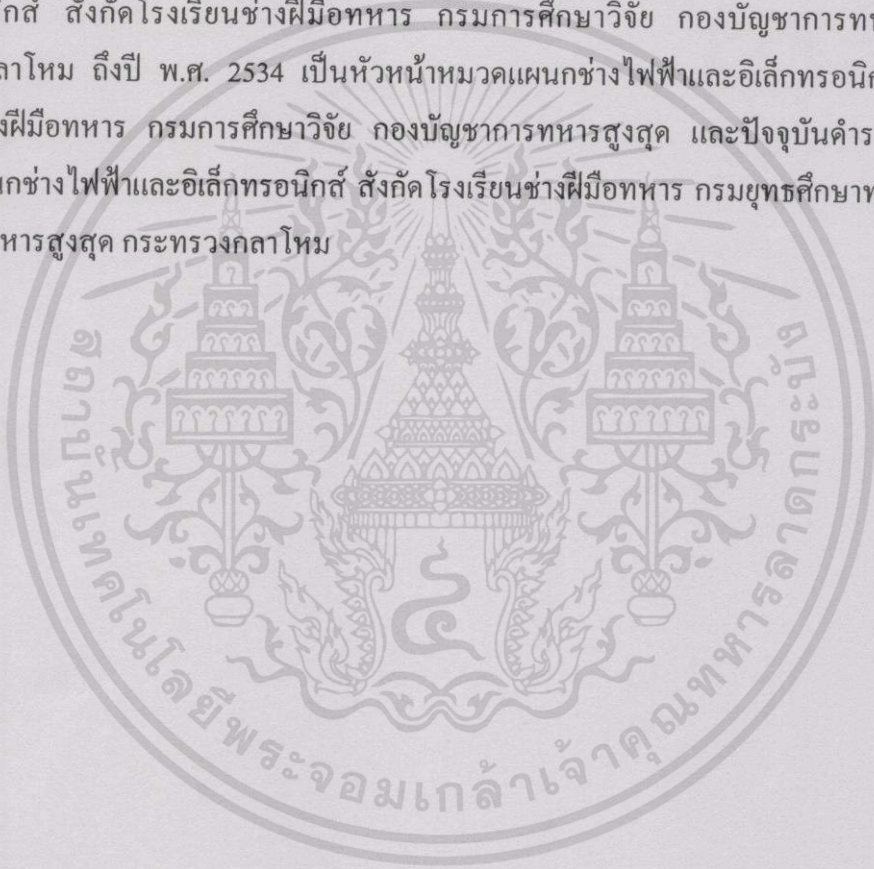 กส์ สังกัดโรงเรียนช่างฝีมือทหาร กรมการศึกษาวิจัย กองบัญชาการท
ลาโหม ถึงปี พ.ศ. 2534 เป็นหัวหน้าหมวดแผนกช่างไฟฟ้าและอิเล็กทรอนิก
งฝีมือทหาร กรมการศึกษาวิจัย กองบัญชาการทหารสูงสุด และปัจจุบันดำร
นกช่างไฟฟ้าและอิเล็กทรอนิกส์ สังกัดโรงเรียนช่างฝีมือทหาร กรมยุทธศึกษาท
หารสูงสุด กระทรวงกลาโหม
สถาบันเทคโนโลยีพระจอมเกล้าเจ้าคุณทหารลาดกระบัง
๔